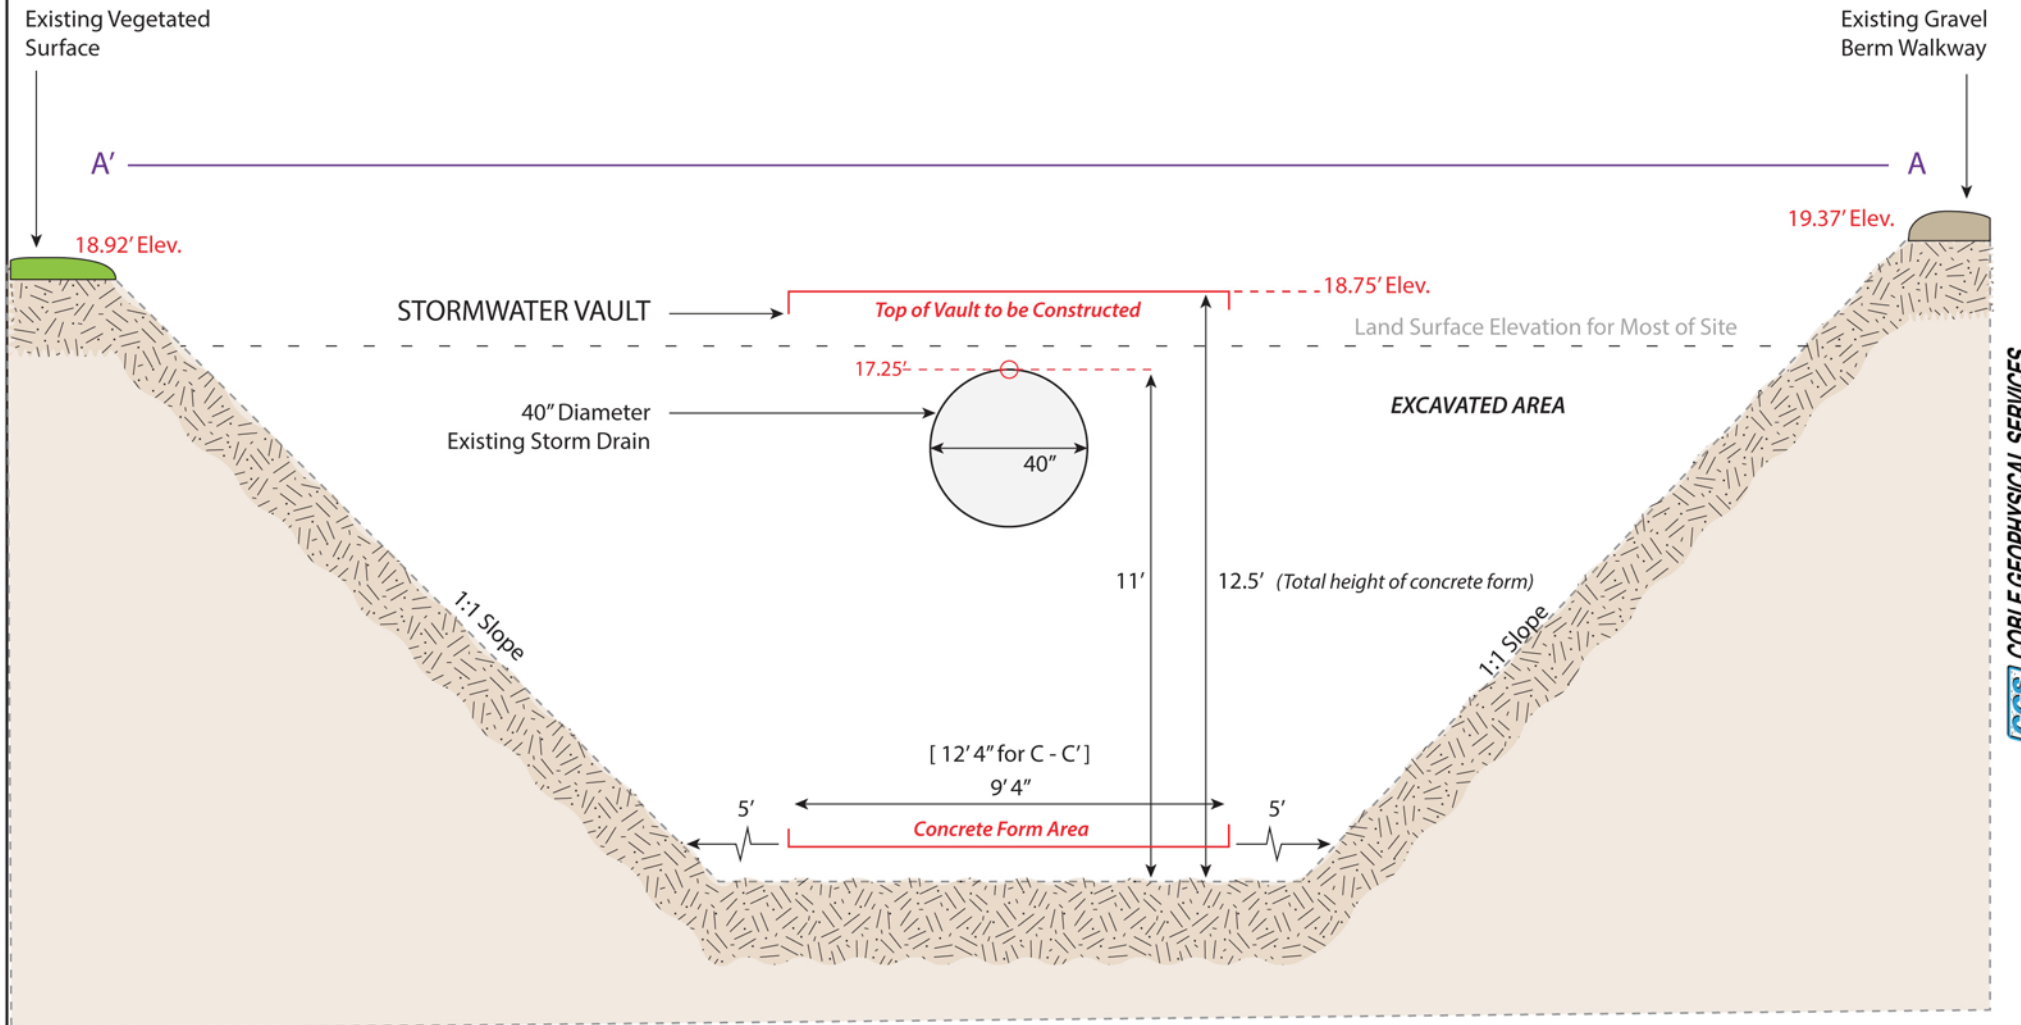 Existing Vegetated
Surface
Existing Gravel
Berm Walkway
A'
A
18.92' Elev.
19.37' Elev.
18.75' Elev.
STORMWATER VAULT
Top of Vault to be Constructed
Land Surface Elevation for Most of Site
17.25'
40" Diameter
Existing Storm Drain
40"
EXCAVATED AREA
11'
12.5' (Total height of concrete form)
1:1 Slope
1:1 Slope
[ 12' 4" for C - C' ]
9' 4"
5'
5'
Concrete Form Area
GEOPHYSICAL SERVICES